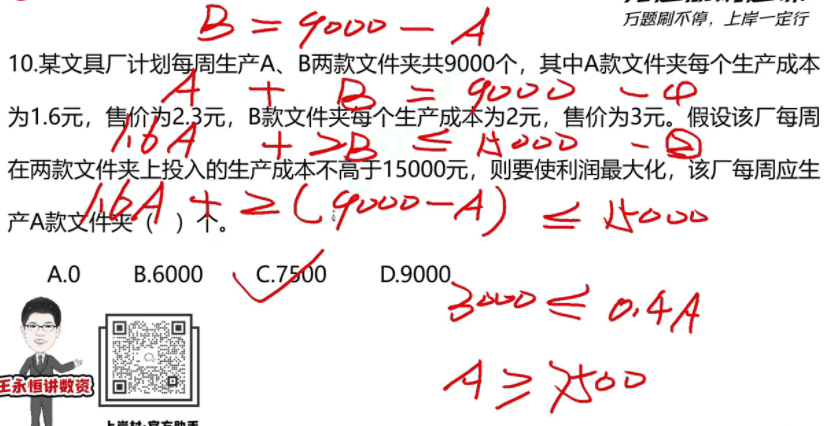 万题刷不停，上岸一定行
B = 9000 - A
10.某文具厂计划每周生产A、B两款文件夹共9000个，其中A款文件夹每个生产成本
A + B = 9000 - ①
为1.6元，售价为2.3元，B款文件夹每个生产成本为2元，售价为3元。假设该厂每周
1.6A + 2B ≤ 15000 - ②
在两款文件夹上投入的生产成本不高于15000元，则要使利润最大化，该厂每周应生
1.6A + 2(9000-A) ≤ 15000
产A款文件夹（ ）个。
A.0 B.6000 C.7500 D.9000
3000 ≤ 0.4A
A ≥ 7500
王永恒讲数资